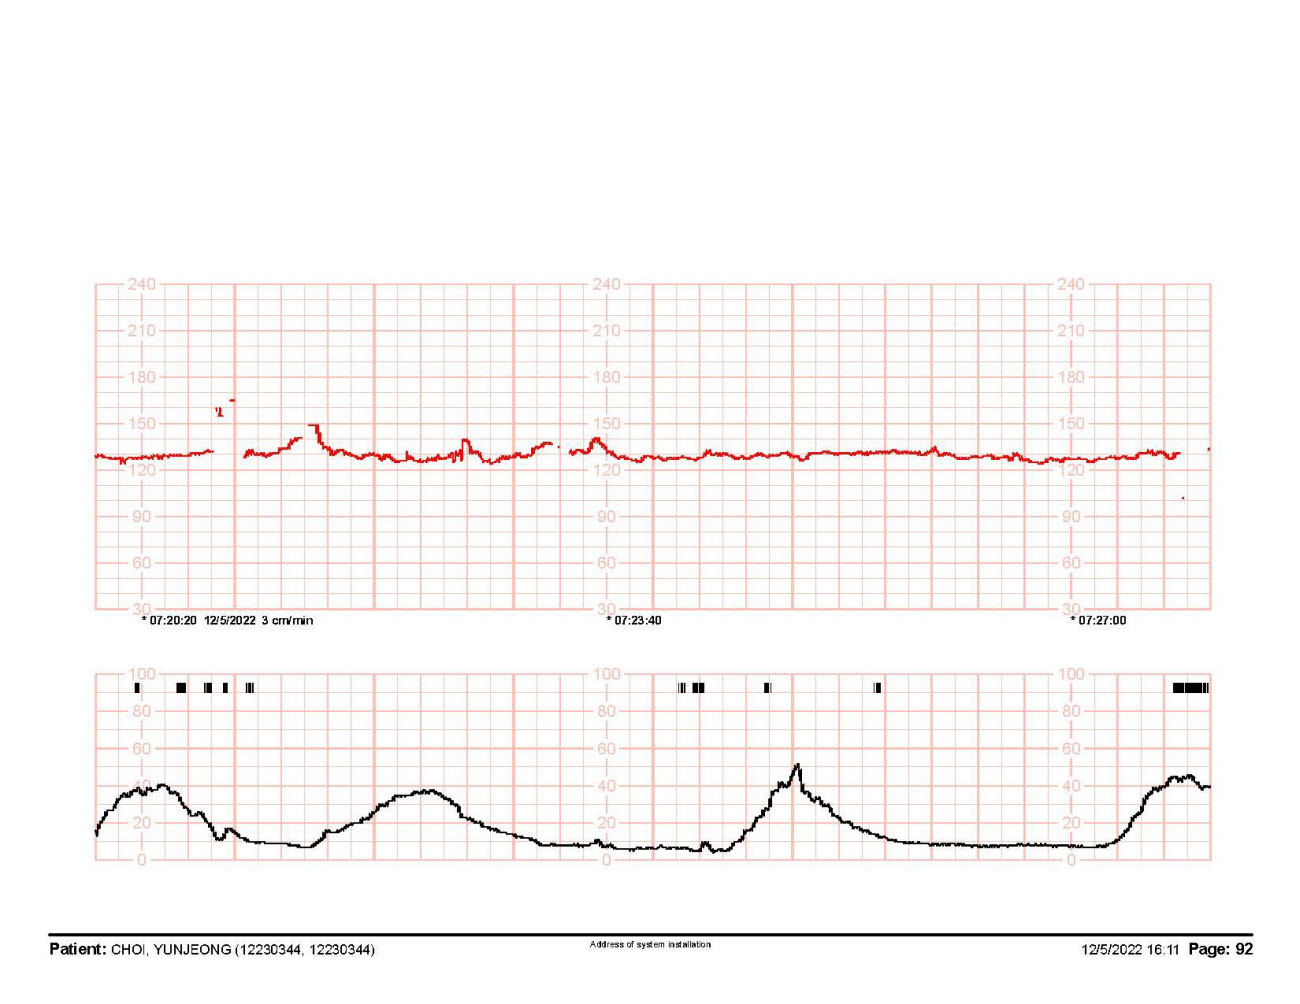 240 240 240
210 210 210
180 180 180
150 150 150
120 120 120
90 90 90
60 60 60
30 30 30
* 07:20:20 12/5/2022 3 cm/min * 07:23:40 * 07:27:00
100 100 100
80 80 80
60 60 60
40 40 40
20 20 20
0 0 0
Patient: CHOI, YUNJEONG (12230344, 12230344) Address of system installation 12/5/2022 16:11 Page: 92